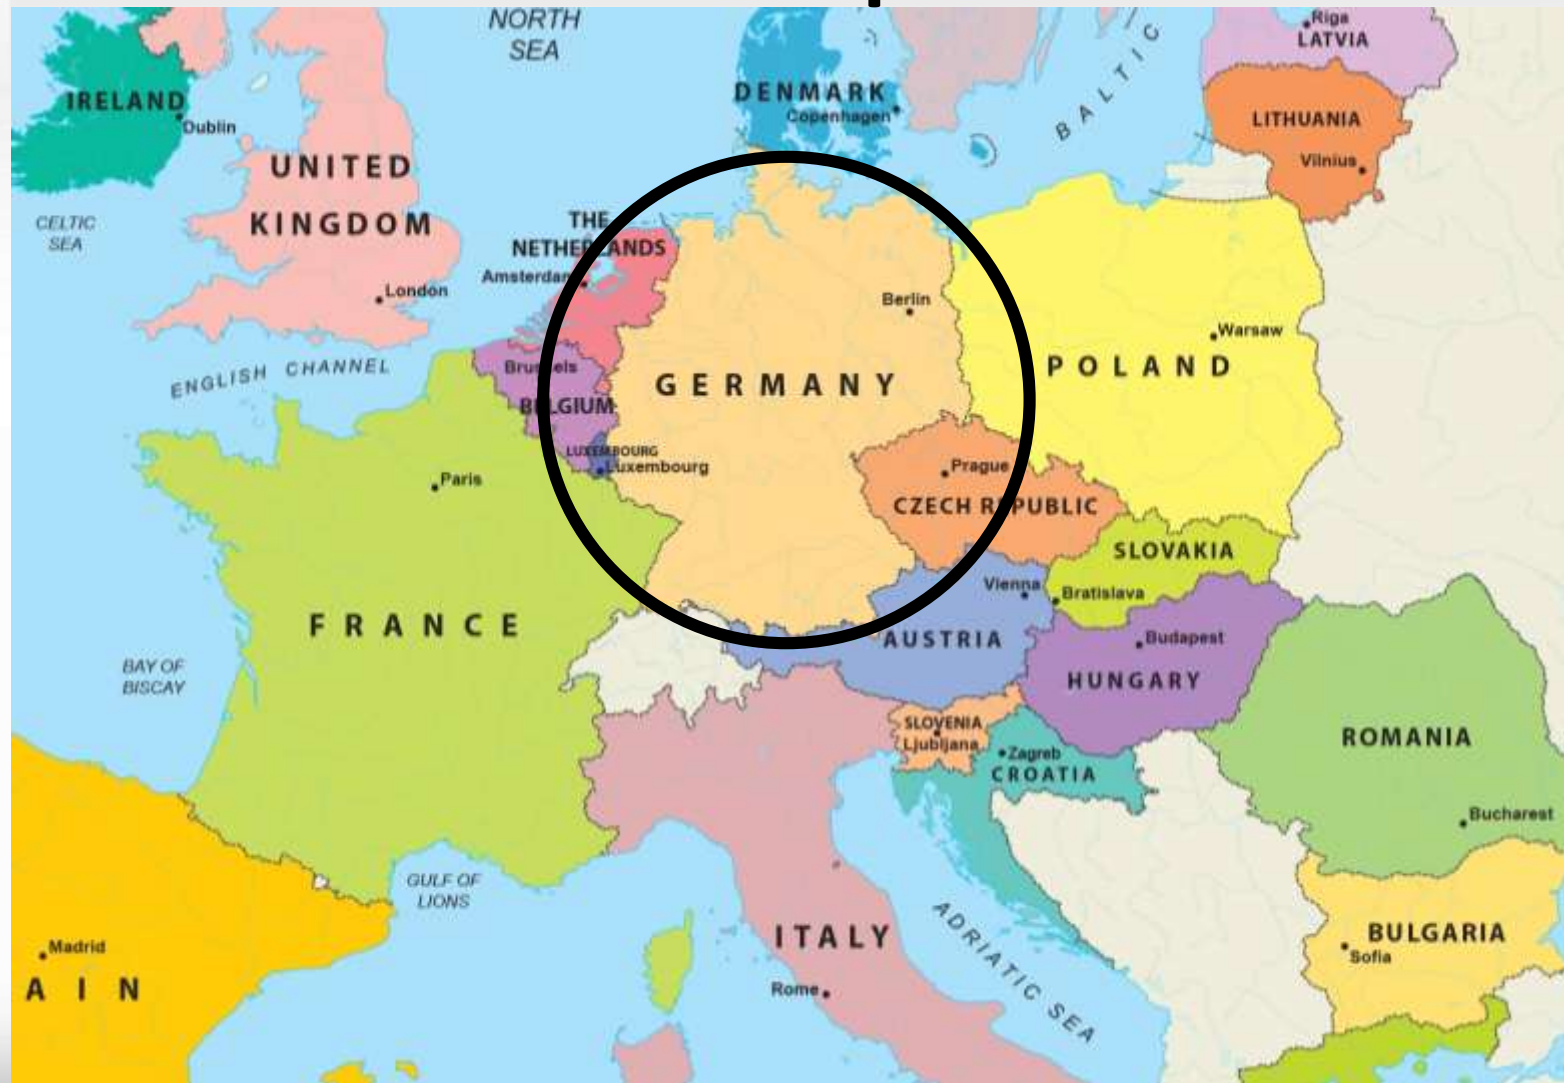 NORTH
SEA
Riga
LATVIA
DENMARK
Copenhagen
BALTIC
IRELAND
Dublin
LITHUANIA
Vilnius
UNITED
KINGDOM
CELTIC
SEA
THE
NETHERLANDS
Amsterdam
London
Berlin
Warsaw
ENGLISH CHANNEL
Brussels
GERMANY
POLAND
BELGIUM
LUXEMBOURG
Luxembourg
Paris
Prague
CZECH REPUBLIC
SLOVAKIA
Vienna
Bratislava
FRANCE
AUSTRIA
Budapest
HUNGARY
BAY OF
BISCAY
SLOVENIA
Ljubljana
Zagreb
CROATIA
ROMANIA
Bucharest
GULF OF
LIONS
ADRIATIC SEA
ITALY
BULGARIA
Sofia
Madrid
AIN
Rome